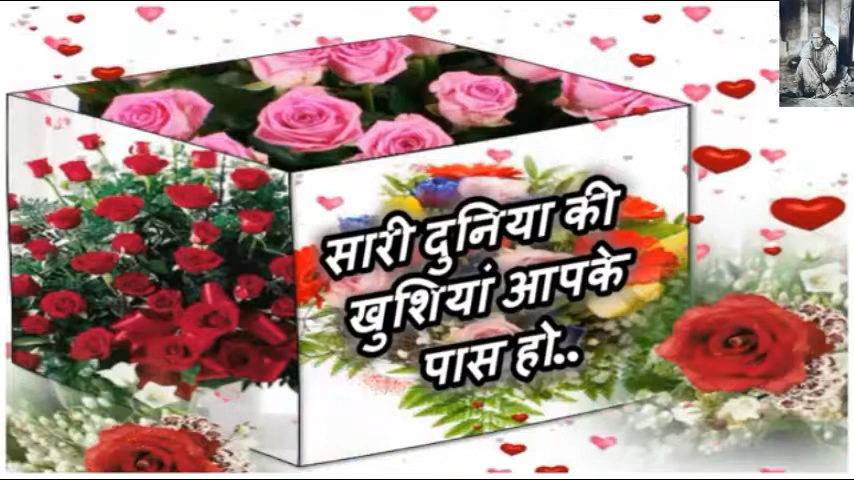 सारी दुनिया की
खुशियां आपके
पास हो..